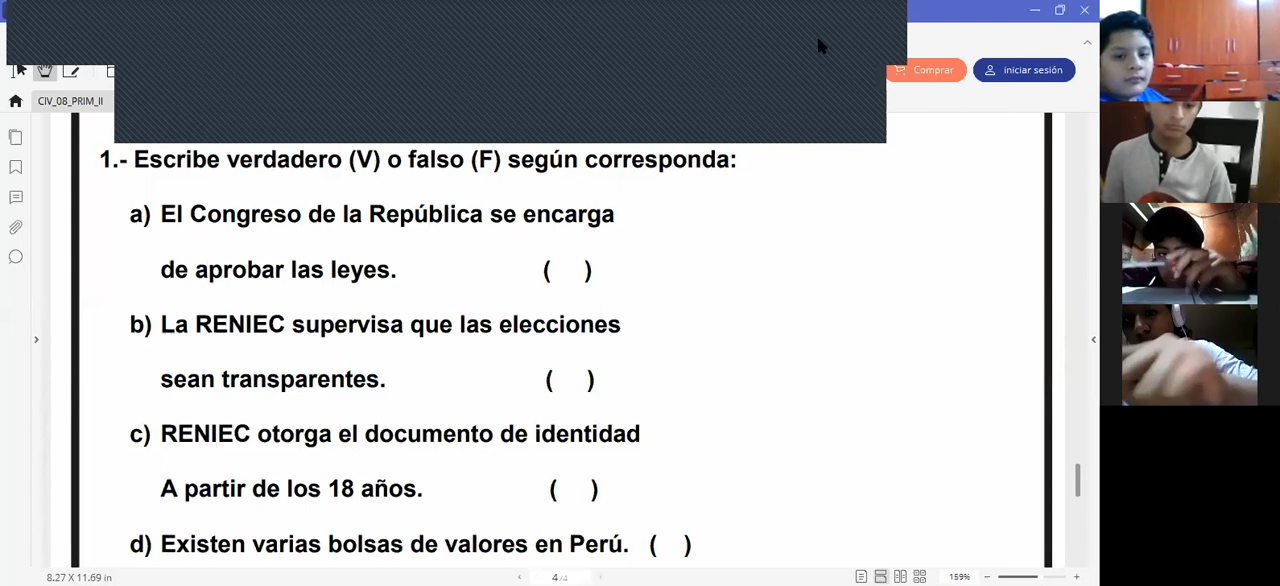 Comprar
iniciar sesión
CIV_08_PRIM_II
1.- Escribe verdadero (V) o falso (F) según corresponda:
a) El Congreso de la República se encarga
de aprobar las leyes. ( )
b) La RENIEC supervisa que las elecciones
sean transparentes. ( )
c) RENIEC otorga el documento de identidad
A partir de los 18 años. ( )
d) Existen varias bolsas de valores en Perú. ( )
8.27 X 11.69 in
4 /4
159%